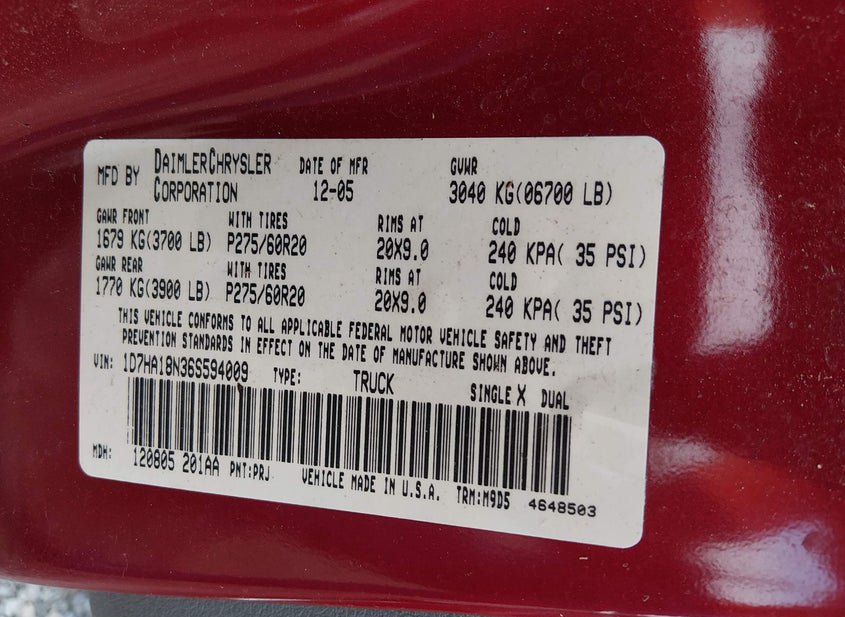 MFD BY DAIMLERCHRYSLER CORPORATION DATE OF MFR 12-05 GVWR 3040 KG(06700 LB)
GAWR FRONT WITH TIRES RIMS AT COLD
1679 KG(3700 LB) P275/60R20 20X9.0 240 KPA( 35 PSI)
GAWR REAR WITH TIRES RIMS AT COLD
1770 KG(3900 LB) P275/60R20 20X9.0 240 KPA( 35 PSI)
THIS VEHICLE CONFORMS TO ALL APPLICABLE FEDERAL MOTOR VEHICLE SAFETY AND THEFT
PREVENTION STANDARDS IN EFFECT ON THE DATE OF MANUFACTURE SHOWN ABOVE.
VIN: 1D7HA18N36S594009 TYPE: TRUCK SINGLE X DUAL
MDH: 120805 201AA PNT:PRJ VEHICLE MADE IN U.S.A. TRM:M9D5 4648503